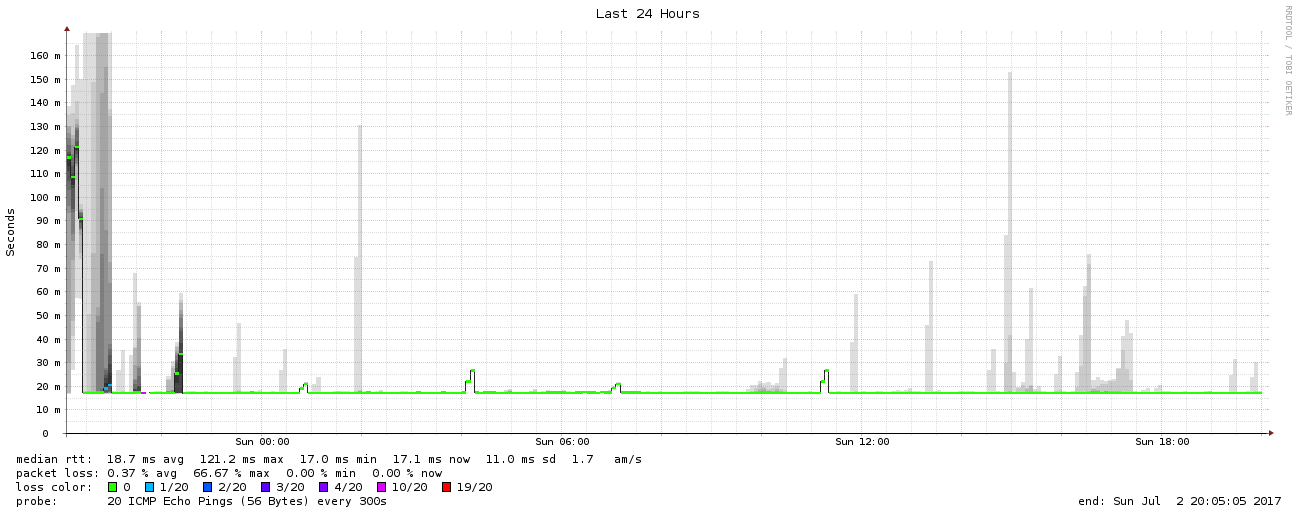 Last 24 Hours
RRDTOOL / TOBI OETIKER
Seconds
160 m
150 m
140 m
130 m
120 m
110 m
100 m
90 m
80 m
70 m
60 m
50 m
40 m
30 m
20 m
10 m
0
Sun 00:00 Sun 06:00 Sun 12:00 Sun 18:00
median rtt: 18.7 ms avg 121.2 ms max 17.0 ms min 17.1 ms now 11.0 ms sd 1.7 am/s
packet loss: 0.37 % avg 66.67 % max 0.00 % min 0.00 % now
loss color: 0 1/20 2/20 3/20 4/20 10/20 19/20
probe: 20 ICMP Echo Pings (56 Bytes) every 300s end: Sun Jul 2 20:05:05 2017